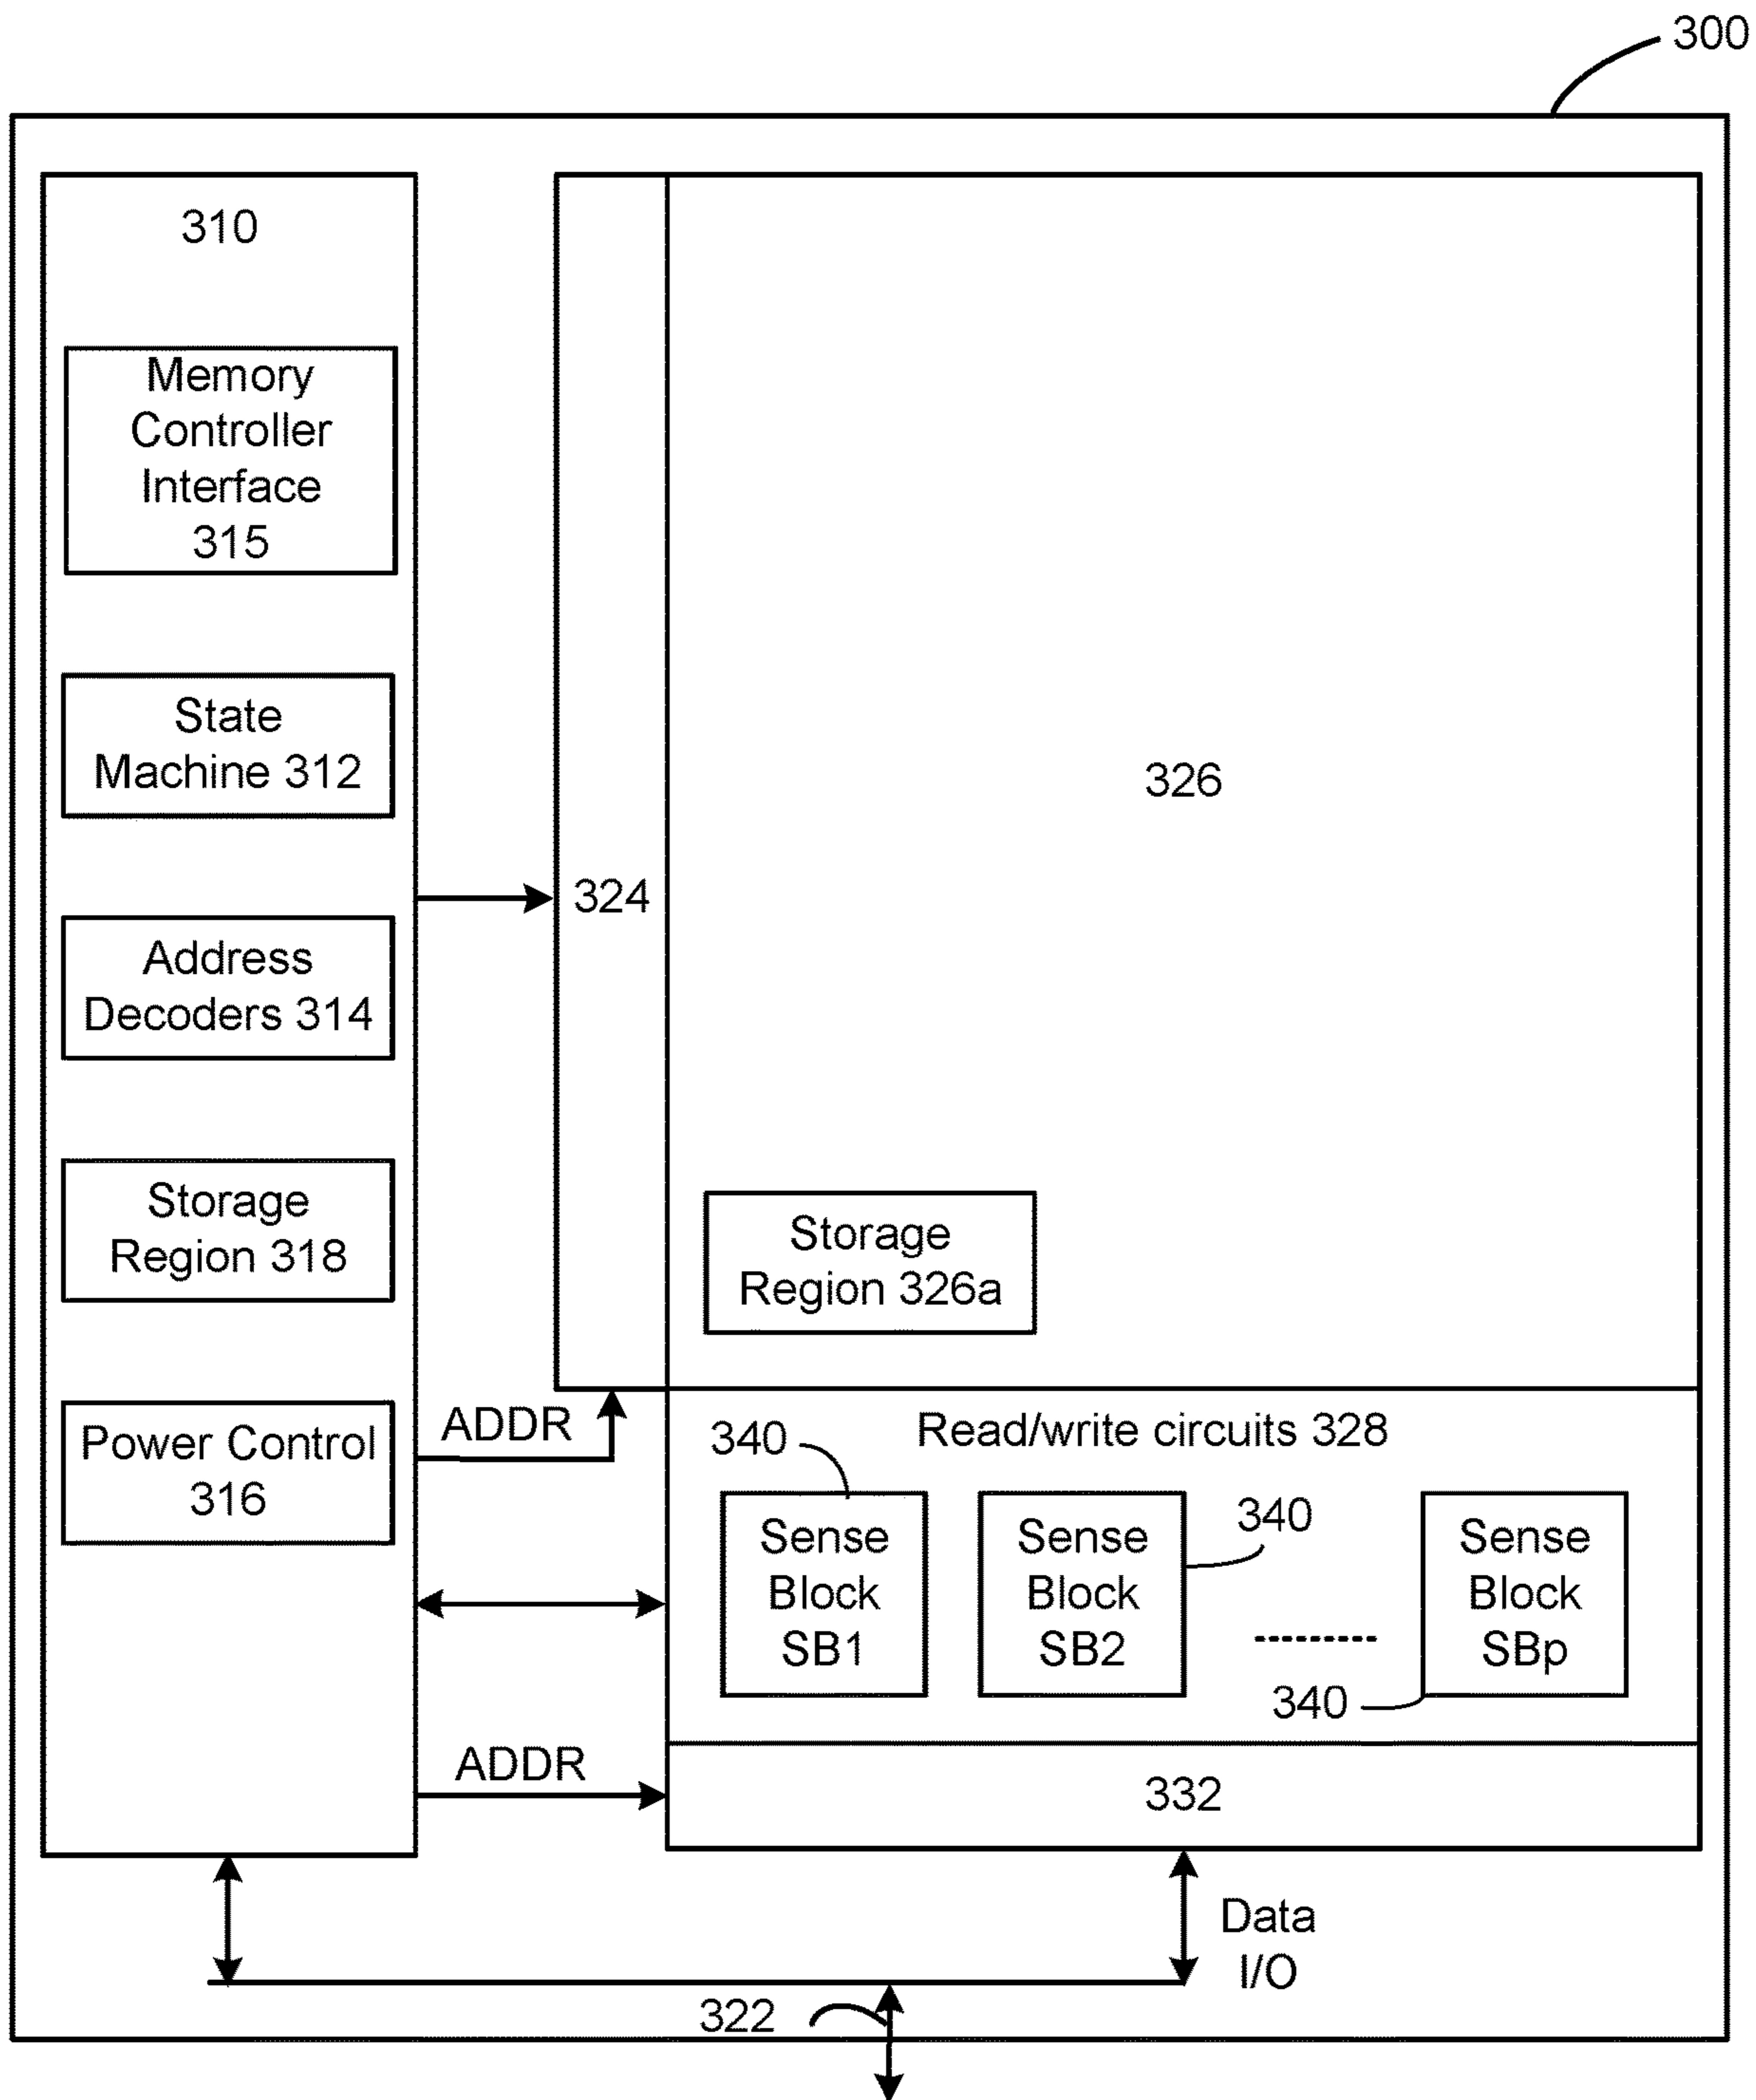 300
310
Memory
Controller
Interface
315
State
Machine 312
Address
Decoders 314
Storage
Region 318
Power Control
316
324
326
Storage
Region 326a
ADDR
Read/write circuits 328
340
Sense
Block
SB1
Sense
Block
SB2
340
Sense
Block
SBp
340
ADDR
332
Data
I/O
322